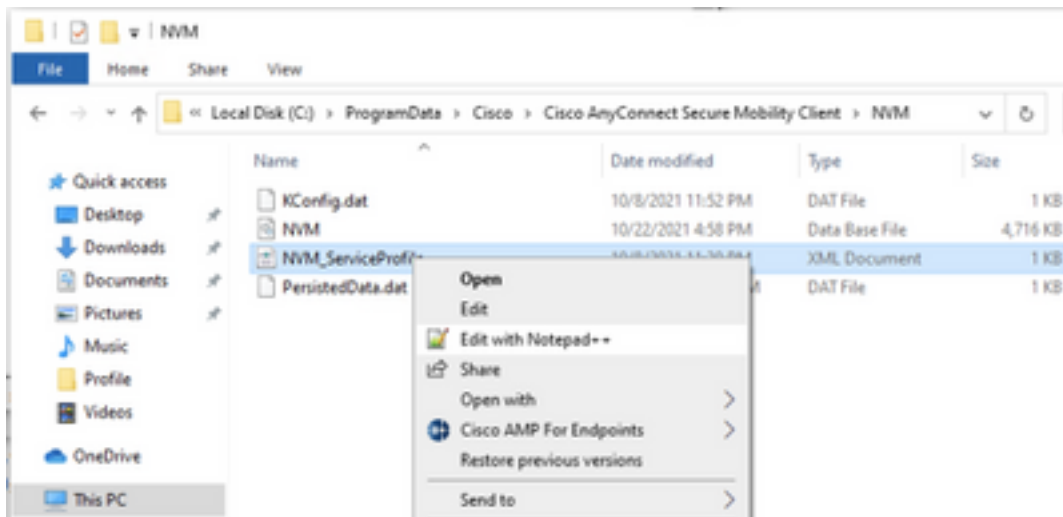 NVM
File Home Share View
« Local Disk (C:) › ProgramData › Cisco › Cisco AnyConnect Secure Mobility Client › NVM
Name Date modified Type Size
Quick access
Desktop
Downloads
Documents
Pictures
Music
Profile
Videos
OneDrive
This PC
KConfig.dat 10/8/2021 11:52 PM DAT File 1 KB
NVM 10/22/2021 4:58 PM Data Base File 4,716 KB
NVM_ServiceProfile XML Document 1 KB
PersistedData.dat DAT File 1 KB
Open
Edit
Edit with Notepad++
Share
Open with
Cisco AMP For Endpoints
Restore previous versions
Send to